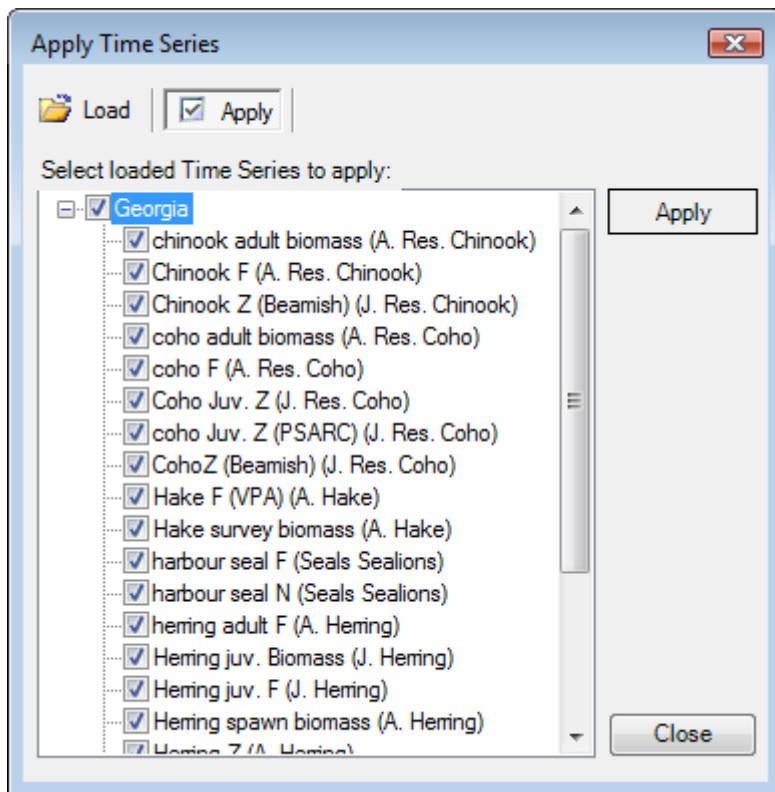 Apply Time Series
Load Apply
Select loaded Time Series to apply:
Georgia
Apply
chinook adult biomass (A. Res. Chinook)
Chinook F (A. Res. Chinook)
Chinook Z (Beamish) (J. Res. Chinook)
coho adult biomass (A. Res. Coho)
coho F (A. Res. Coho)
Coho Juv. Z (J. Res. Coho)
coho Juv. Z (PSARC) (J. Res. Coho)
CohoZ (Beamish) (J. Res. Coho)
Hake F (VPA) (A. Hake)
Hake survey biomass (A. Hake)
harbour seal F (Seals Sealions)
harbour seal N (Seals Sealions)
herring adult F (A. Herring)
Herring juv. Biomass (J. Herring)
Herring juv. F (J. Herring)
Herring spawn biomass (A. Herring)
Herring Z (A. Herring)
Close